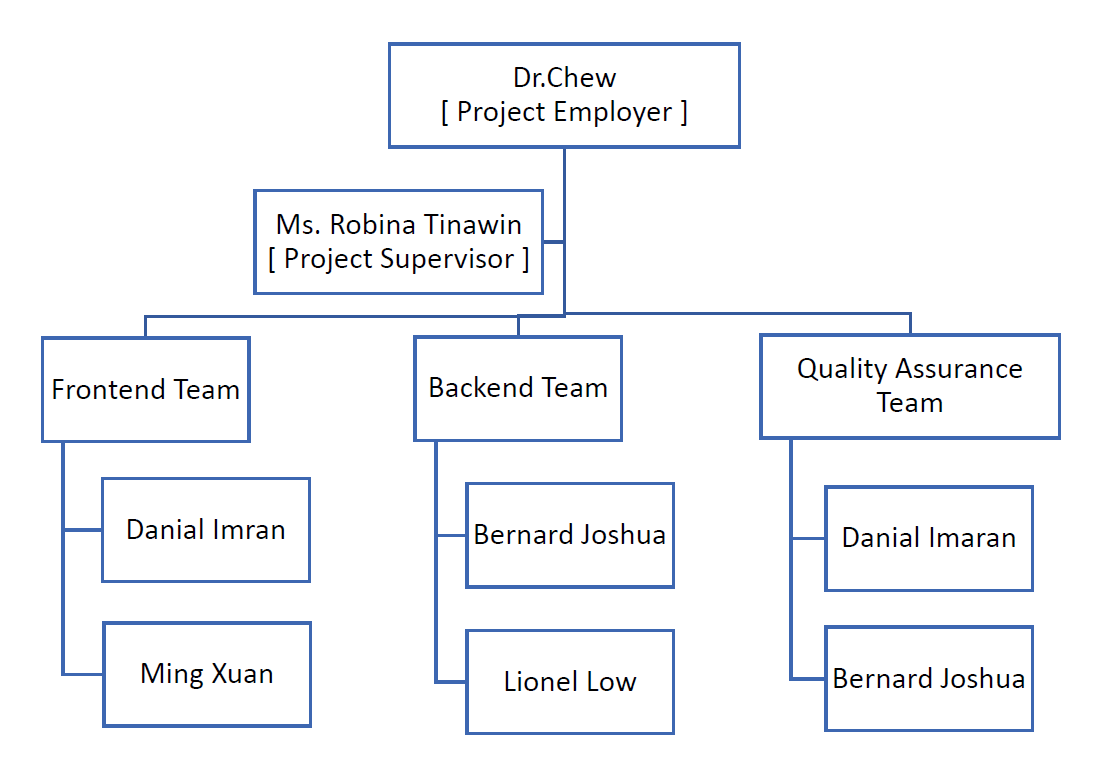 Dr.Chew
[ Project Employer ]
Ms. Robina Tinawin
[ Project Supervisor ]
Frontend Team
Backend Team
Quality Assurance
Team
Danial Imran
Bernard Joshua
Danial Imaran
Ming Xuan
Lionel Low
Bernard Joshua